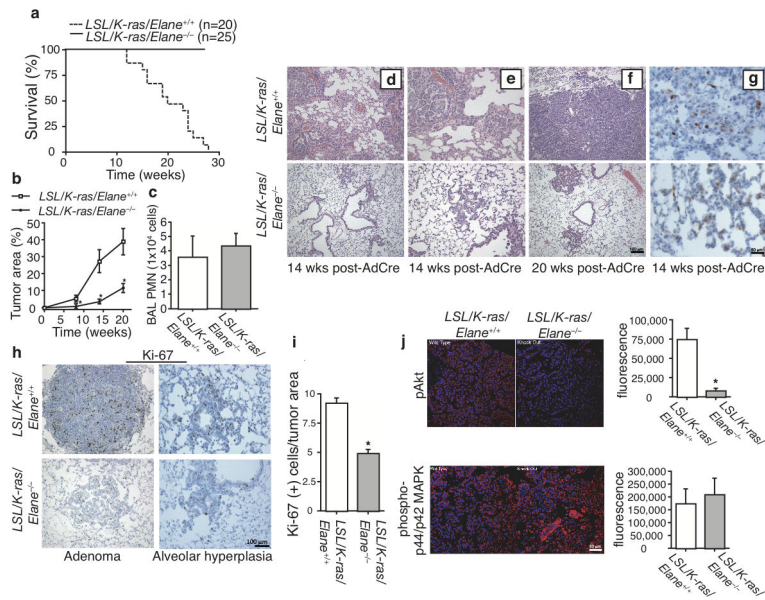 a
LSL/K-ras/Elane+/+ (n=20)
LSL/K-ras/Elane–/– (n=25)
Survival (%)
100
75
50
25
0
0
10
20
30
Time (weeks)
b
LSL/K-ras/Elane+/+
LSL/K-ras/Elane–/–
Tumor area (%)
50
40
30
20
10
0
0 5 10 15 20
Time (weeks)
*
*
*
c
BAL PMN (1x10⁴ cells)
6
5
4
3
2
1
0
LSL/K-ras/
Elane+/+
LSL/K-ras/
Elane–/–
LSL/K-ras/
Elane+/+
LSL/K-ras/
Elane–/–
d
e
f
g
14 wks post-AdCre
14 wks post-AdCre
20 wks post-AdCre
14 wks post-AdCre
h
Ki-67
LSL/K-ras/
Elane+/+
LSL/K-ras/
Elane–/–
100 µm
Adenoma
Alveolar hyperplasia
i
Ki-67 (+) cells/tumor area
10
7.5
5
2.5
0
*
LSL/K-ras/
Elane+/+
LSL/K-ras/
Elane–/–
j
LSL/K-ras/
Elane+/+
LSL/K-ras/
Elane–/–
pAkt
Wild Type
Knock Out
phospho-
p44/p42 MAPK
Wild Type
Knock Out
fluorescence
100,000
75,000
50,000
25,000
0
*
LSL/K-ras/
Elane+/+
LSL/K-ras/
Elane–/–
fluorescence
300,000
250,000
200,000
150,000
100,000
50,000
0
LSL/K-ras/
Elane+/+
LSL/K-ras/
Elane–/–